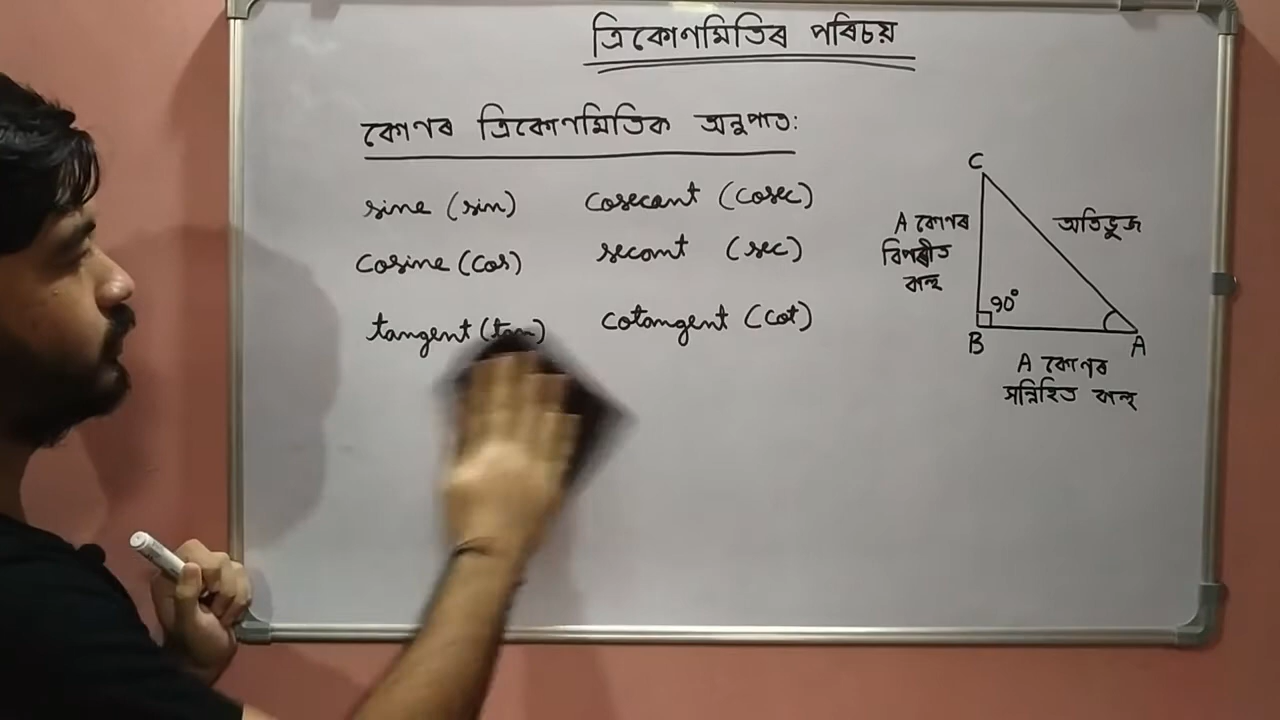 ত্ৰিকোণমিতিৰ পৰিচয়
কোণৰ ত্ৰিকোণমিতিক অনুপাত:
sine (sin) cosecant (cosec)
cosine (cos) secant (sec)
tangent (tan) cotangent (cot)
C
A কোণৰ
বিপৰীত
বাহু
অতিভুজ
90°
B
A
A কোণৰ
সন্নিহিত বাহু